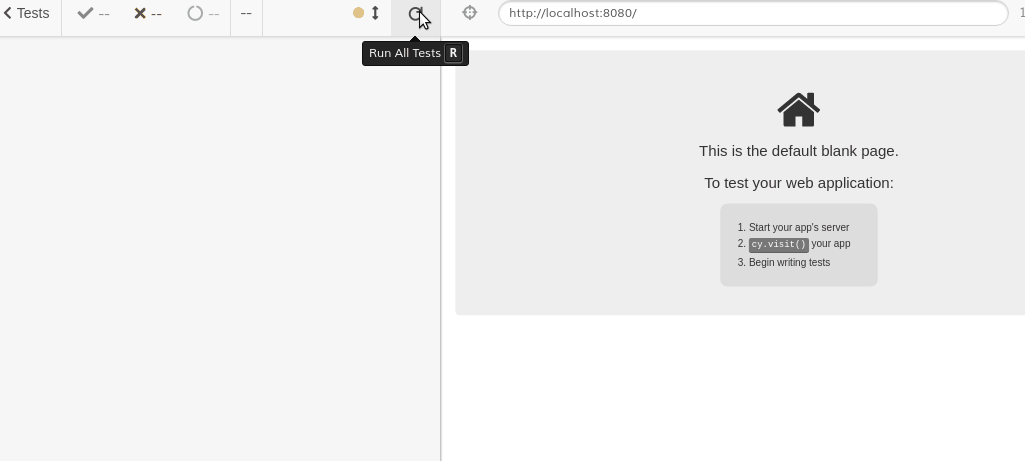 Tests -- -- -- --
http://localhost:8080/
1
Run All Tests R
This is the default blank page.
To test your web application:
1. Start your app's server
2. cy.visit() your app
3. Begin writing tests